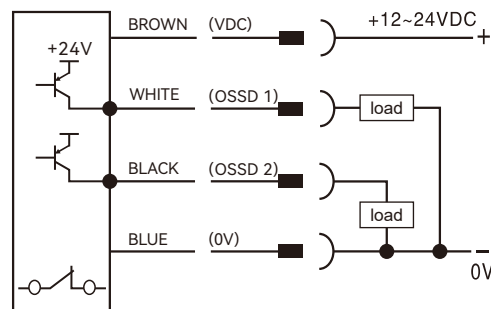 BROWN (VDC) +12~24VDC +
+24V
WHITE (OSSD 1) load
BLACK (OSSD 2)
load
BLUE (0V) −
0V